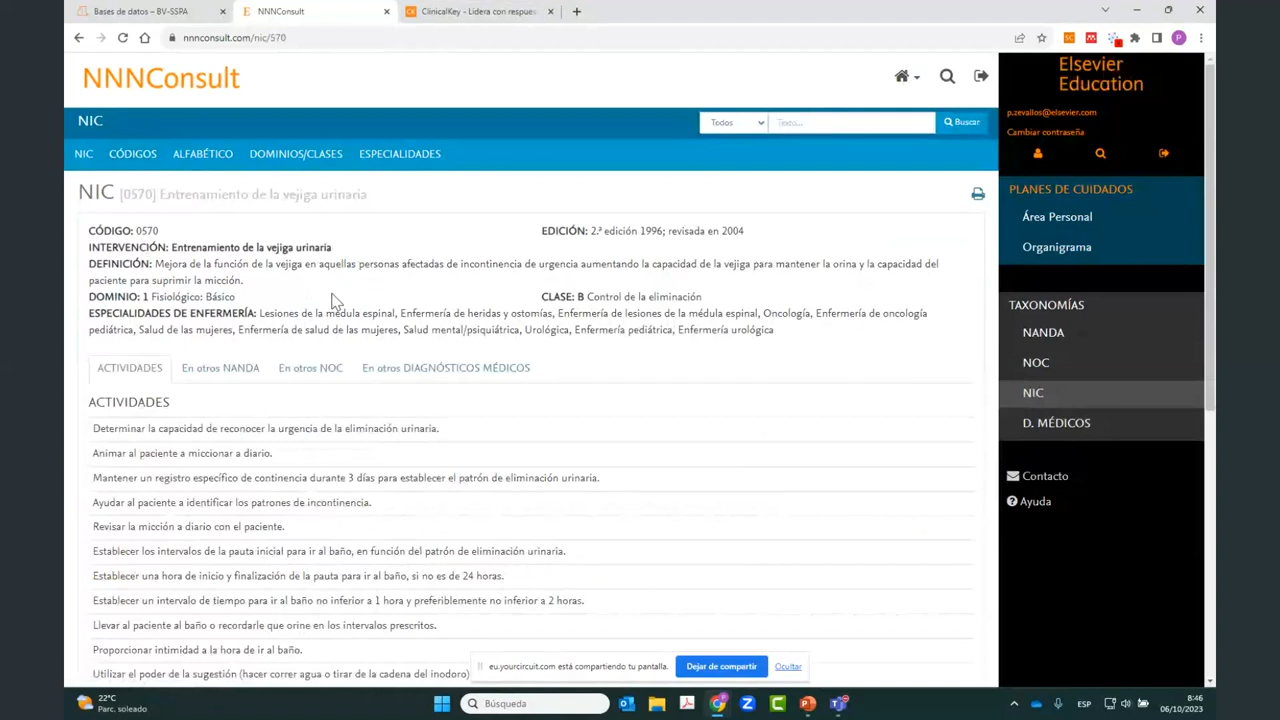 Bases de datos – BV-SSPA
NNNConsult
ClinicalKey - Lidera con respues
nnnconsult.com/nic/570
NNNConsult
NIC
Todos
Texto...
Buscar
NIC
CÓDIGOS
ALFABÉTICO
DOMINIOS/CLASES
ESPECIALIDADES
NIC [0570] Entrenamiento de la vejiga urinaria
CÓDIGO: 0570
EDICIÓN: 2.ª edición 1996; revisada en 2004
INTERVENCIÓN: Entrenamiento de la vejiga urinaria
DEFINICIÓN: Mejora de la función de la vejiga en aquellas personas afectadas de incontinencia de urgencia aumentando la capacidad de la vejiga para mantener la orina y la capacidad del
paciente para suprimir la micción.
DOMINIO: 1 Fisiológico: Básico
CLASE: B Control de la eliminación
ESPECIALIDADES DE ENFERMERÍA: Lesiones de la médula espinal, Enfermería de heridas y ostomías, Enfermería de lesiones de la médula espinal, Oncología, Enfermería de oncología
pediátrica, Salud de las mujeres, Enfermería de salud de las mujeres, Salud mental/psiquiátrica, Urológica, Enfermería pediátrica, Enfermería urológica
ACTIVIDADES
En otros NANDA
En otros NOC
En otros DIAGNÓSTICOS MÉDICOS
ACTIVIDADES
Determinar la capacidad de reconocer la urgencia de la eliminación urinaria.
Animar al paciente a miccionar a diario.
Mantener un registro específico de continencia durante 3 días para establecer el patrón de eliminación urinaria.
Ayudar al paciente a identificar los patrones de incontinencia.
Revisar la micción a diario con el paciente.
Establecer los intervalos de la pauta inicial para ir al baño, en función del patrón de eliminación urinaria.
Establecer una hora de inicio y finalización de la pauta para ir al baño, si no es de 24 horas.
Establecer un intervalo de tiempo para ir al baño no inferior a 1 hora y preferiblemente no inferior a 2 horas.
Llevar al paciente al baño o recordarle que orine en los intervalos prescritos.
Proporcionar intimidad a la hora de ir al baño.
Utilizar el poder de la sugestión (hacer correr agua o tirar de la cadena del inodoro)
Elsevier
Education
p.zevallos@elsevier.com
Cambiar contraseña
PLANES DE CUIDADOS
Área Personal
Organigrama
TAXONOMÍAS
NANDA
NOC
NIC
D. MÉDICOS
Contacto
Ayuda
eu.yourcircuit.com está compartiendo tu pantalla.
Dejar de compartir
Ocultar
22°C
Parc. soleado
Búsqueda
ESP
8:46
06/10/2023